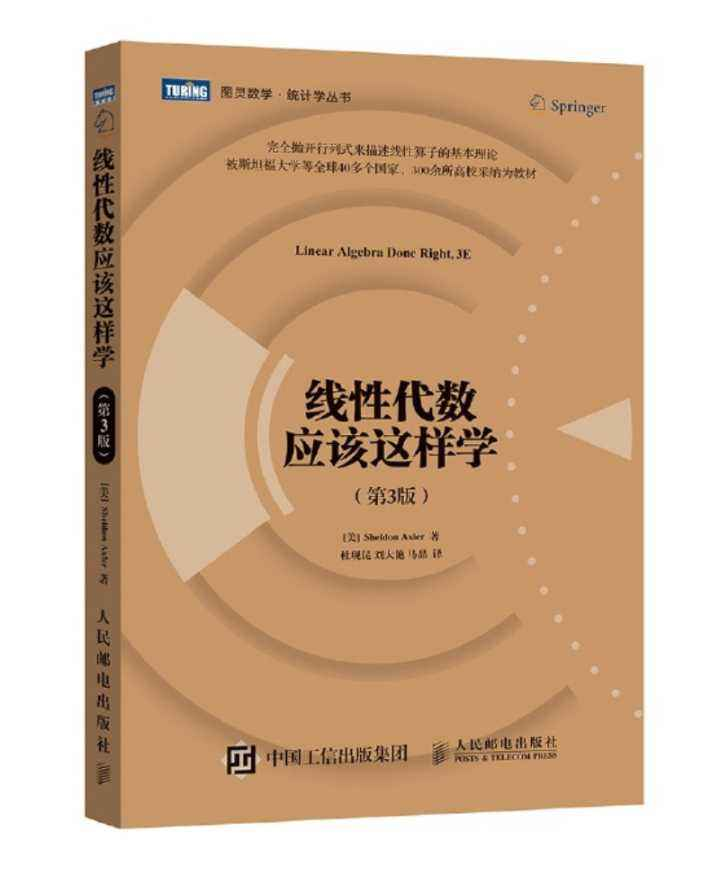 TURING
图灵数学·统计学丛书
Springer
完全抛开行列式来描述线性算子的基本理论
被斯坦福大学等全球40多个国家、300余所高校采纳为教材
Linear Algebra Done Right, 3E
线性代数
应该这样学
（第3版）
[美] Sheldon Axler 著
杜现昆 刘大艳 马晶 译
中国工信出版集团
人民邮电出版社
POSTS & TELECOM PRESS
线性代数应该这样学
（第3版）
[美] Sheldon Axler 著
人民邮电出版社